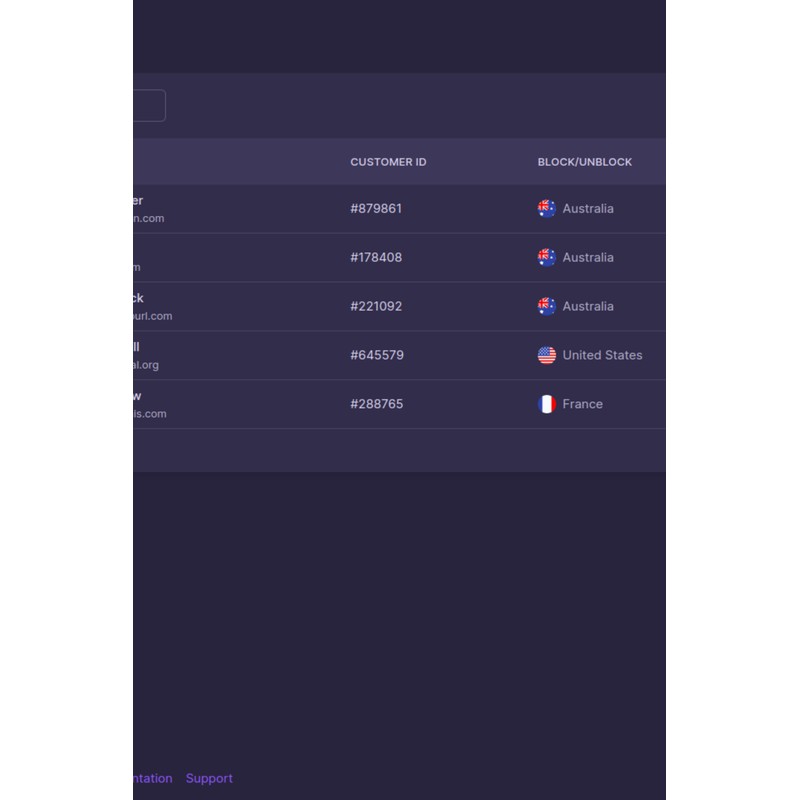 CUSTOMER ID BLOCK/UNBLOCK
er
n.com
#879861 Australia
m
#178408 Australia
ck
ourl.com
#221092 Australia
ll
al.org
#645579 United States
w
is.com
#288765 France
ntation Support